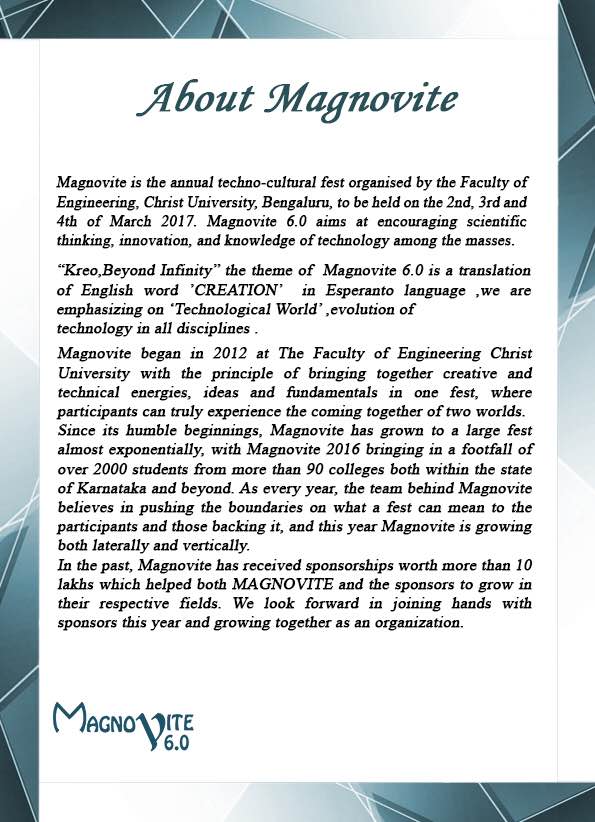 About Magnovite
Magnovite is the annual techno-cultural fest organised by the Faculty of
Engineering, Christ University, Bengaluru, to be held on the 2nd, 3rd and
4th of March 2017. Magnovite 6.0 aims at encouraging scientific
thinking, innovation, and knowledge of technology among the masses.
“Kreo,Beyond Infinity” the theme of Magnovite 6.0 is a translation
of English word ’CREATION’ in Esperanto language ,we are
emphasizing on ‘Technological World’ ,evolution of
technology in all disciplines .
Magnovite began in 2012 at The Faculty of Engineering Christ
University with the principle of bringing together creative and
technical energies, ideas and fundamentals in one fest, where
participants can truly experience the coming together of two worlds.
Since its humble beginnings, Magnovite has grown to a large fest
almost exponentially, with Magnovite 2016 bringing in a footfall of
over 2000 students from more than 90 colleges both within the state
of Karnataka and beyond. As every year, the team behind Magnovite
believes in pushing the boundaries on what a fest can mean to the
participants and those backing it, and this year Magnovite is growing
both laterally and vertically.
In the past, Magnovite has received sponsorships worth more than 10
lakhs which helped both MAGNOVITE and the sponsors to grow in
their respective fields. We look forward in joining hands with
sponsors this year and growing together as an organization.
MAGNOVITE
6.0